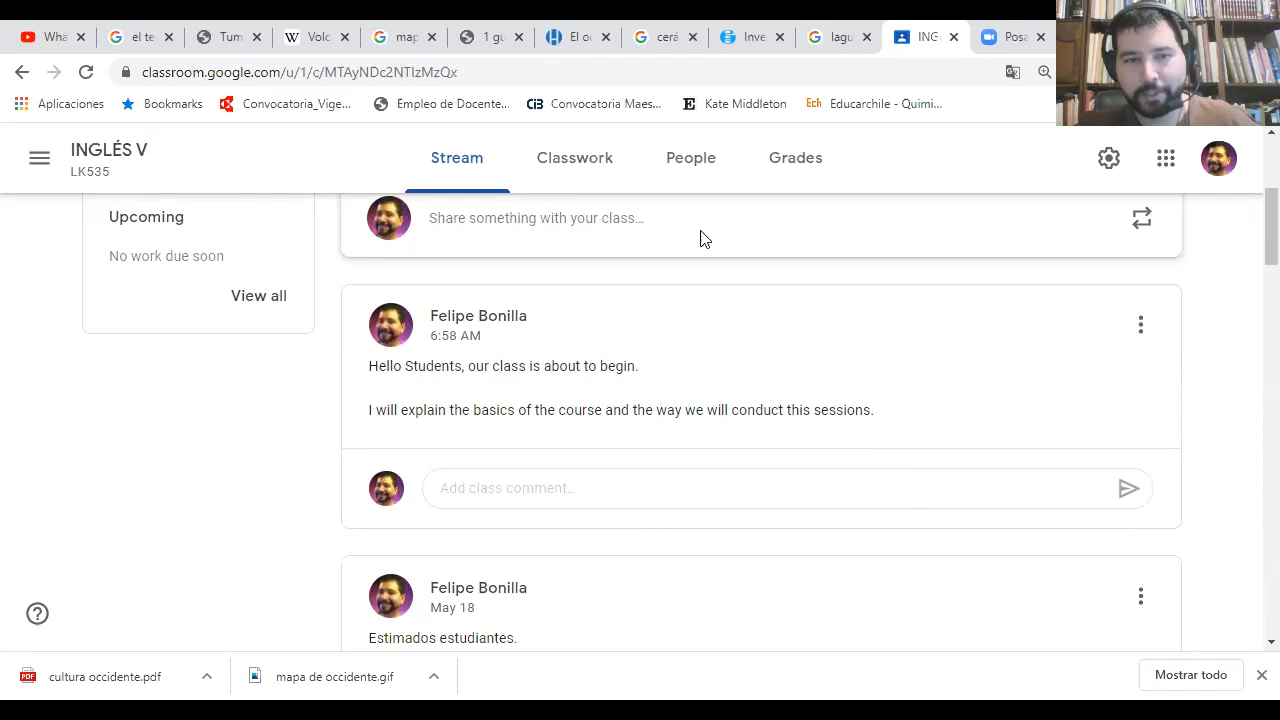 Wha
el te
Tum
Volc
map
1 gu
El oc
cerá
Inve
lagu
ING
Posa
classroom.google.com/u/1/c/MTAyNDc2NTIzMzQx
Aplicaciones
Bookmarks
Convocatoria_Vige...
Empleo de Docente...
CiB Convocatoria Maes...
E Kate Middleton
Ech Educarchile - Quimi...
INGLÉS V
LK535
Stream
Classwork
People
Grades
Upcoming
No work due soon
View all
Share something with your class...
Felipe Bonilla
6:58 AM
Hello Students, our class is about to begin.
I will explain the basics of the course and the way we will conduct this sessions.
Add class comment...
Felipe Bonilla
May 18
Estimados estudiantes.
PDF cultura occidente.pdf
mapa de occidente.gif
Mostrar todo